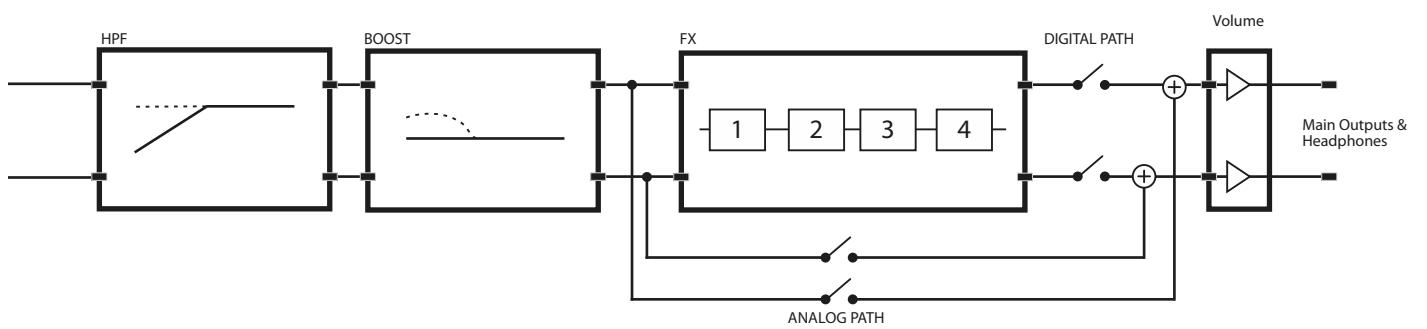 HPF
BOOST
FX
DIGITAL PATH
Volume
1
2
3
4
Main Outputs &
Headphones
ANALOG PATH